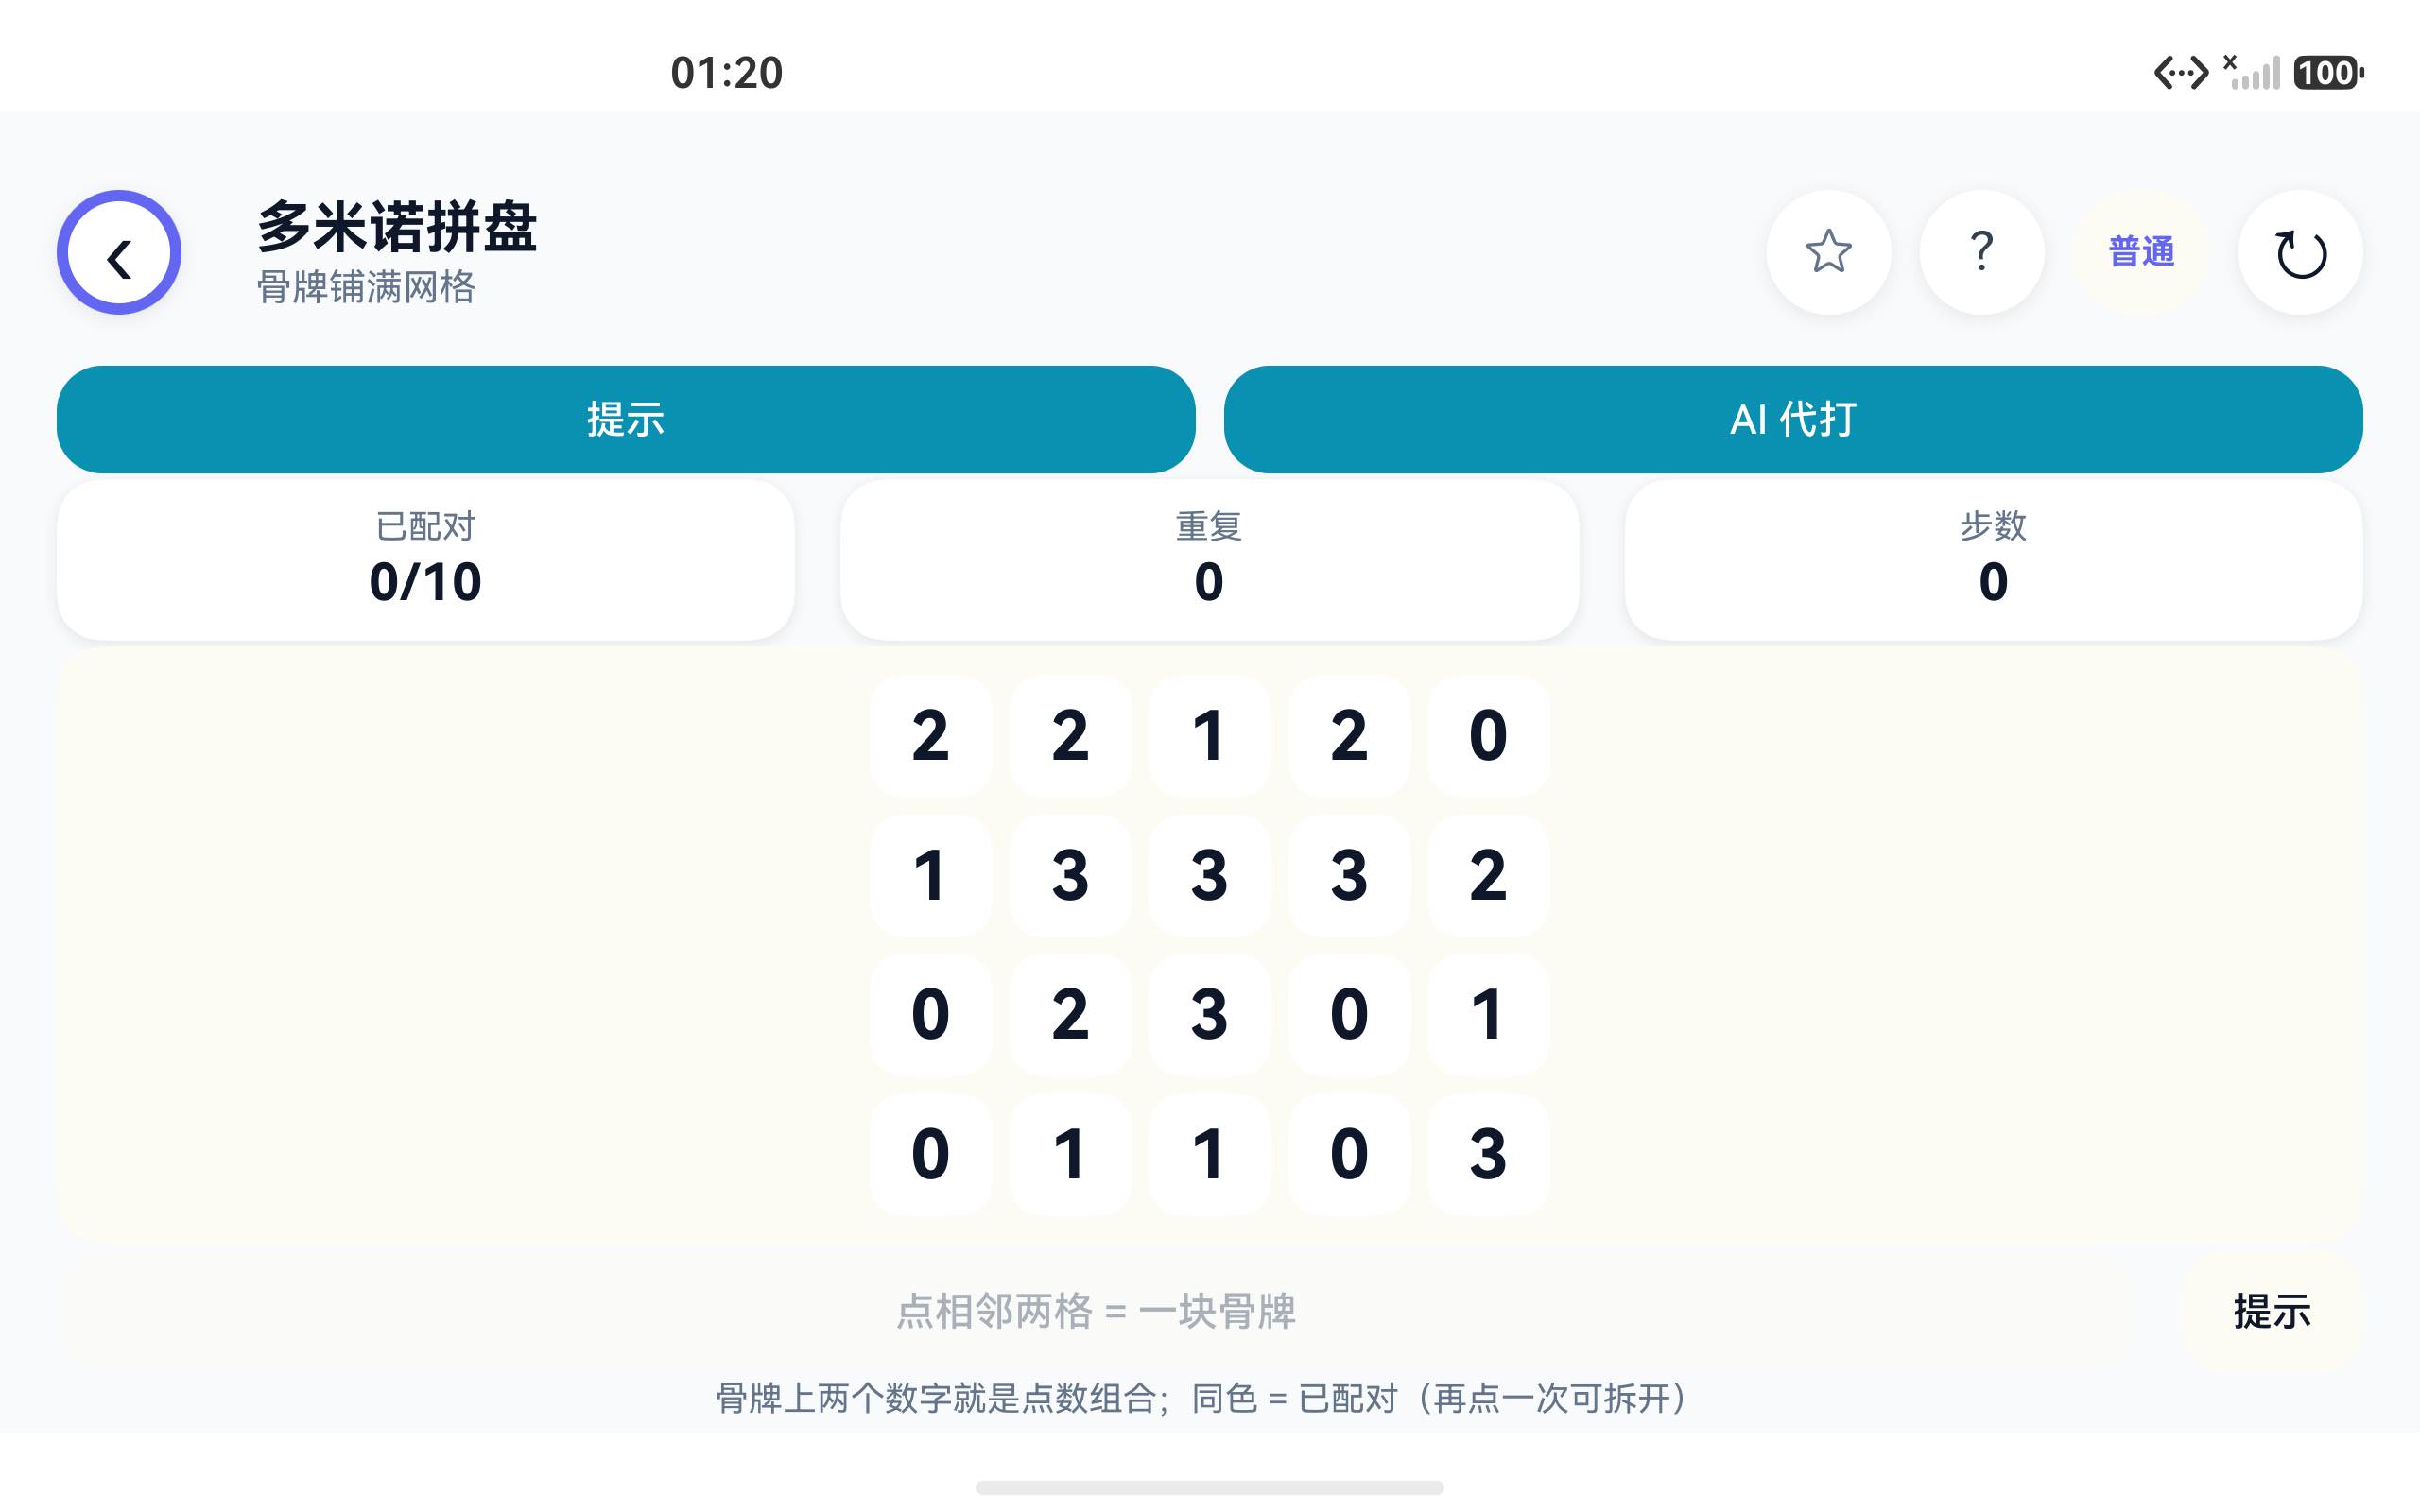 01:20
100
多米诺拼盘
骨牌铺满网格
?
普通
提示
AI 代打
已配对
0/10
重复
0
步数
0
2 2 1 2 0
1 3 3 3 2
0 2 3 0 1
0 1 1 0 3
点相邻两格 = 一块骨牌
提示
骨牌上两个数字就是点数组合；同色 = 已配对（再点一次可拆开）